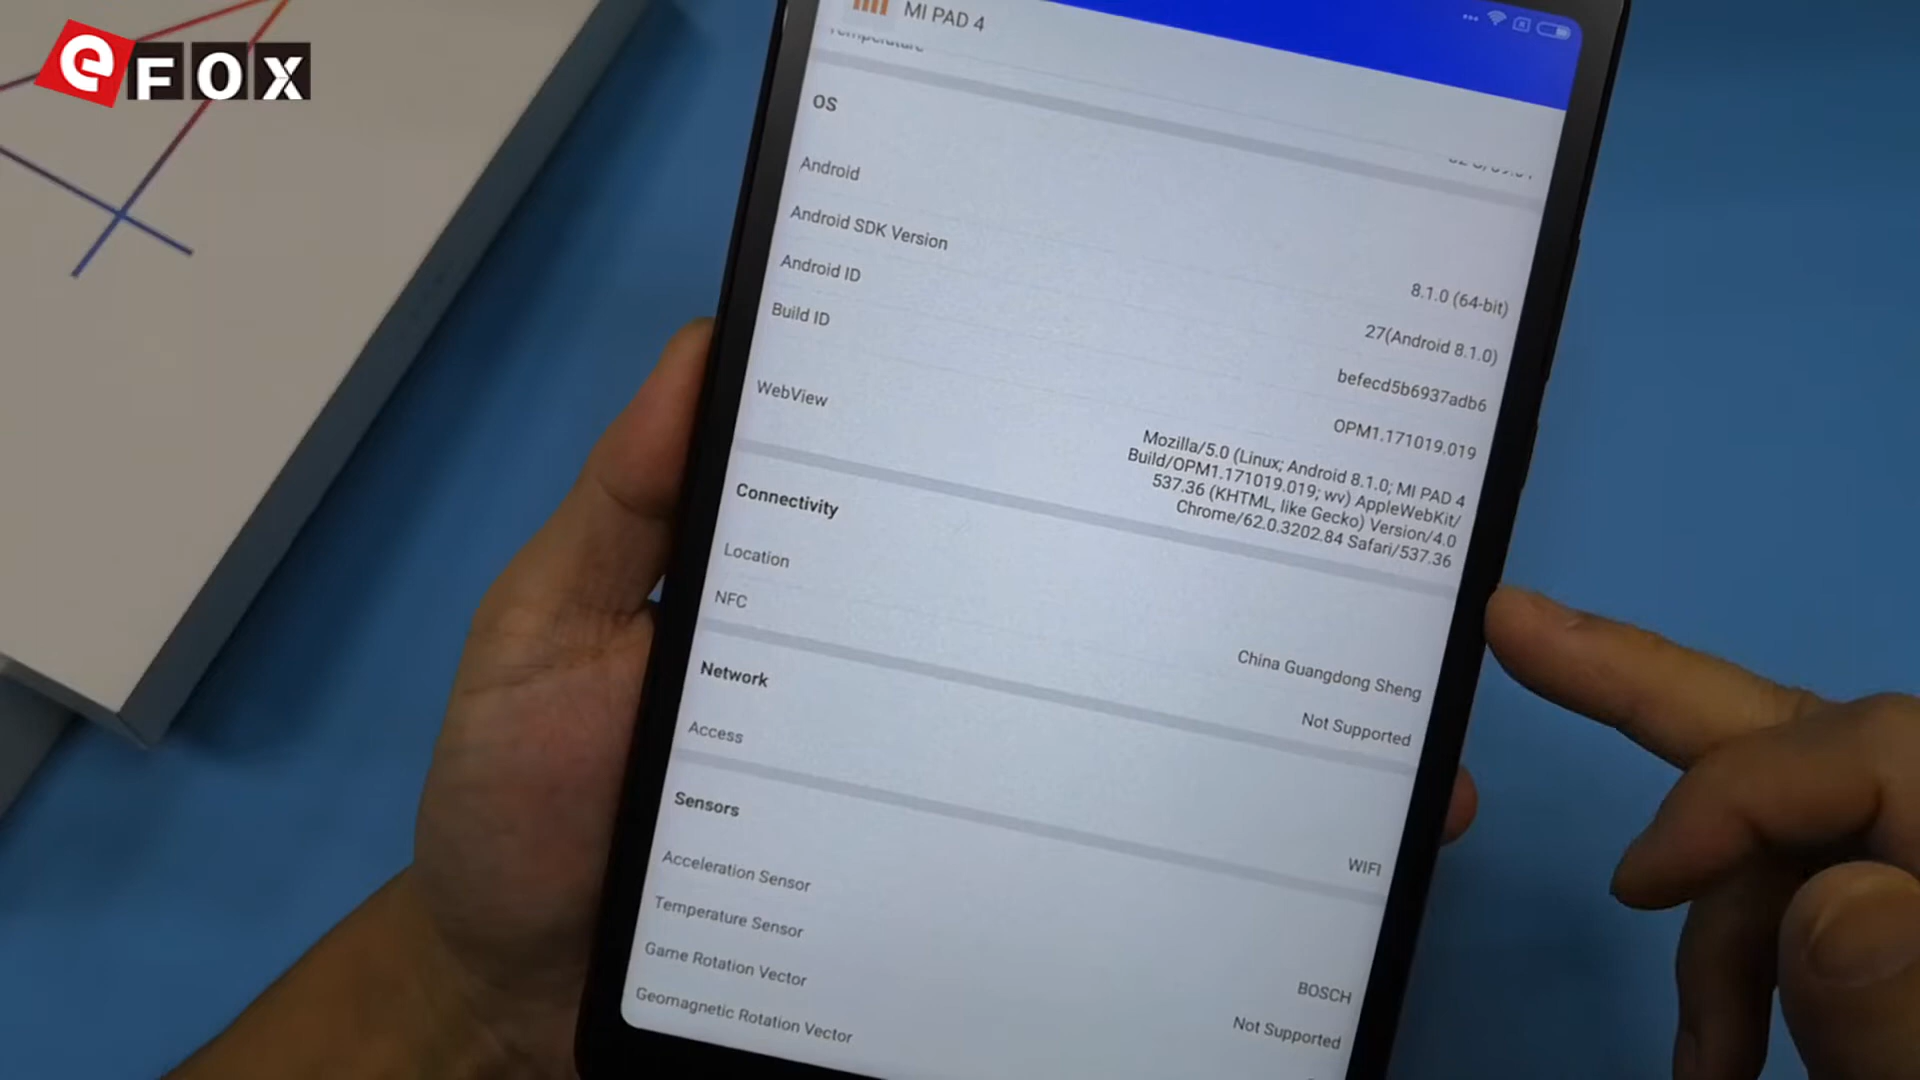 eFOX
MI PAD 4
Temperature
OS
Android
8.1.0 (64-bit)
Android SDK Version
27(Android 8.1.0)
Android ID
befecd5b6937adb6
Build ID
OPM1.171019.019
WebView
Mozilla/5.0 (Linux; Android 8.1.0; MI PAD 4
Build/OPM1.171019.019; wv) AppleWebKit/
537.36 (KHTML, like Gecko) Version/4.0
Chrome/62.0.3202.84 Safari/537.36
Connectivity
Location
China Guangdong Sheng
NFC
Not Supported
Network
Access
WIFI
Sensors
Acceleration Sensor
BOSCH
Temperature Sensor
Not Supported
Game Rotation Vector
Geomagnetic Rotation Vector